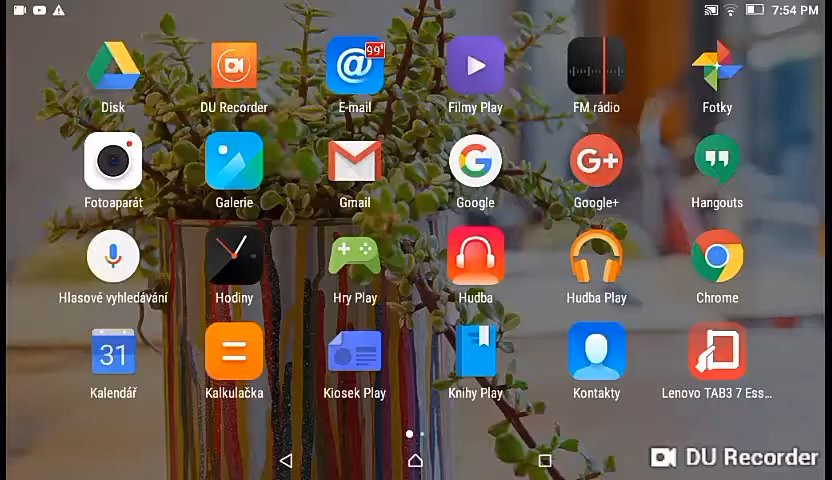 7:54 PM
99+
Disk
DU Recorder
E-mail
Filmy Play
FM rádio
Fotky
Fotoaparát
Galerie
Gmail
Google
Google+
Hangouts
Hlasové vyhledávání
Hodiny
Hry Play
Hudba
Hudba Play
Chrome
31
Kalendář
Kalkulačka
Kiosek Play
Knihy Play
Kontakty
Lenovo TAB3 7 Ess...
DU Recorder